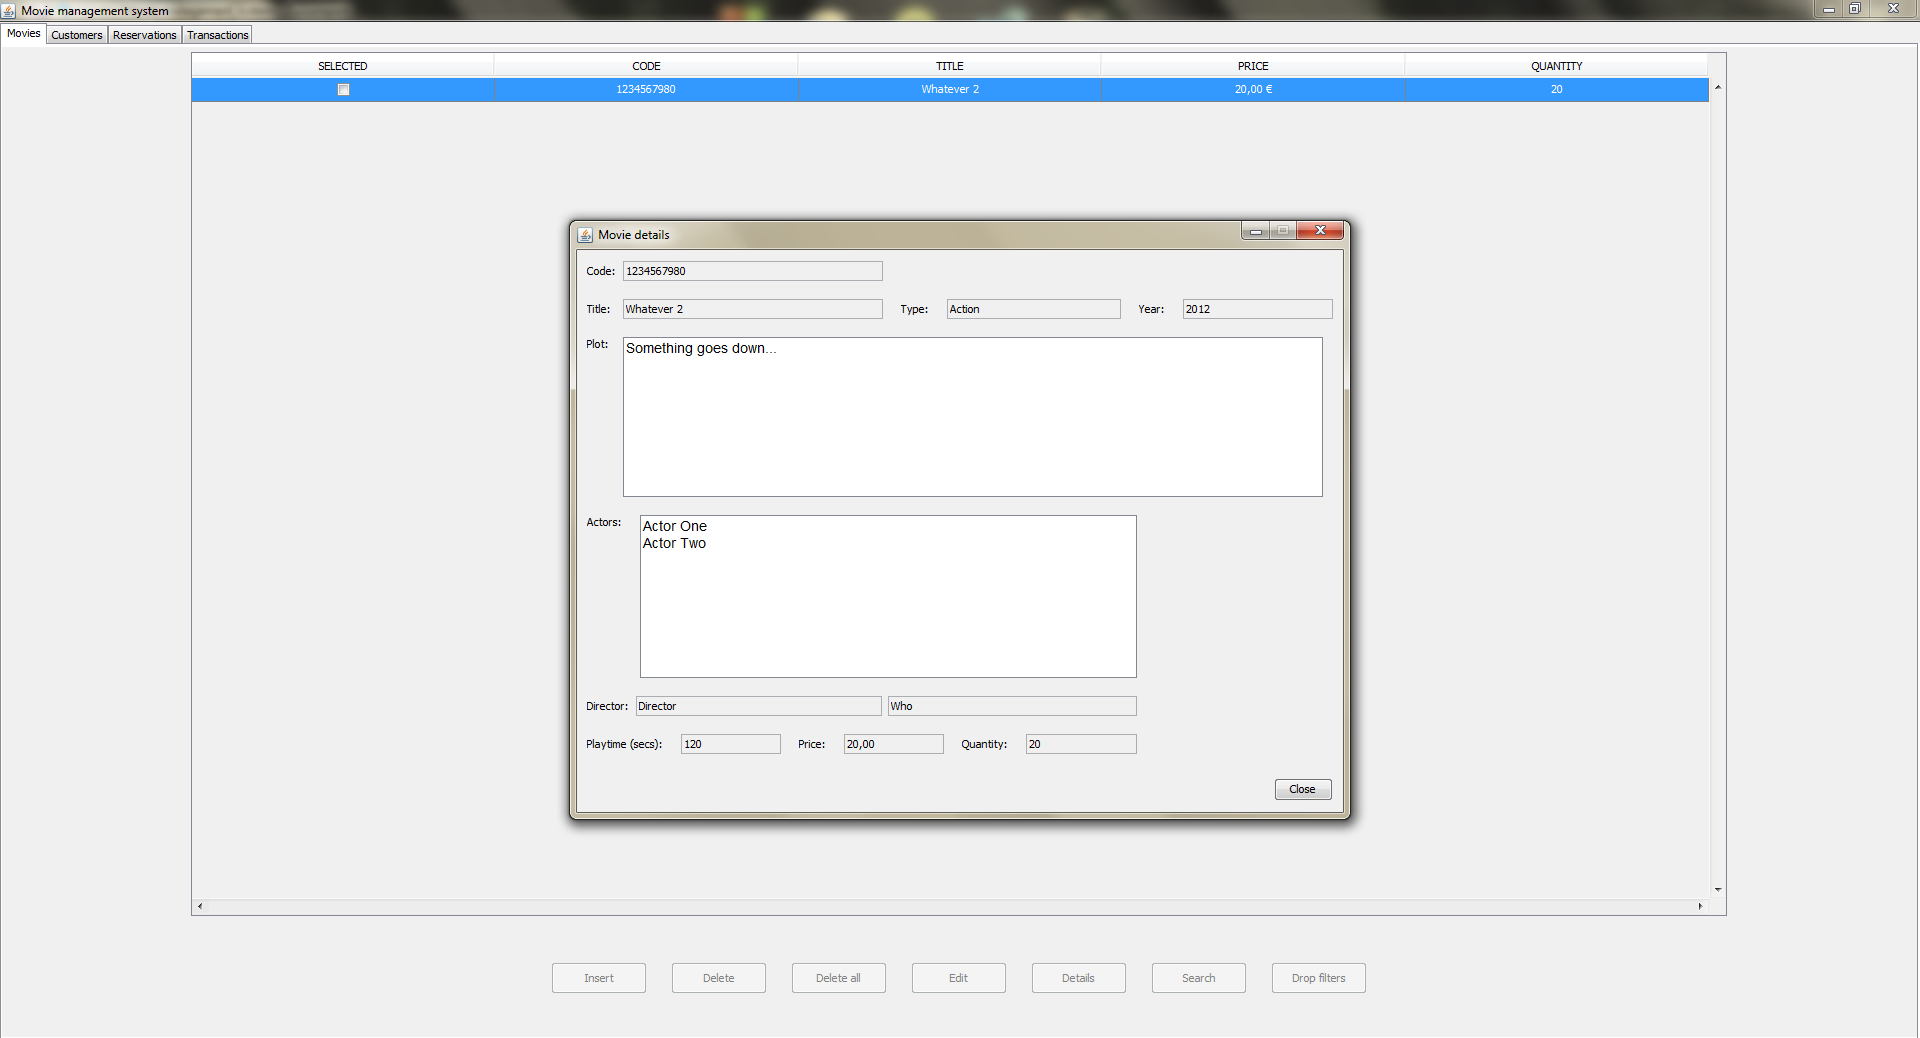 Movie management system
Movies Customers Reservations Transactions
SELECTED CODE TITLE PRICE QUANTITY
1234567980 Whatever 2 20,00 € 20
Movie details
Code: 1234567980
Title: Whatever 2 Type: Action Year: 2012
Plot: Something goes down...
Actors: Actor One
Actor Two
Director: Director Who
Playtime (secs): 120 Price: 20,00 Quantity: 20
Close
Insert Delete Delete all Edit Details Search Drop filters